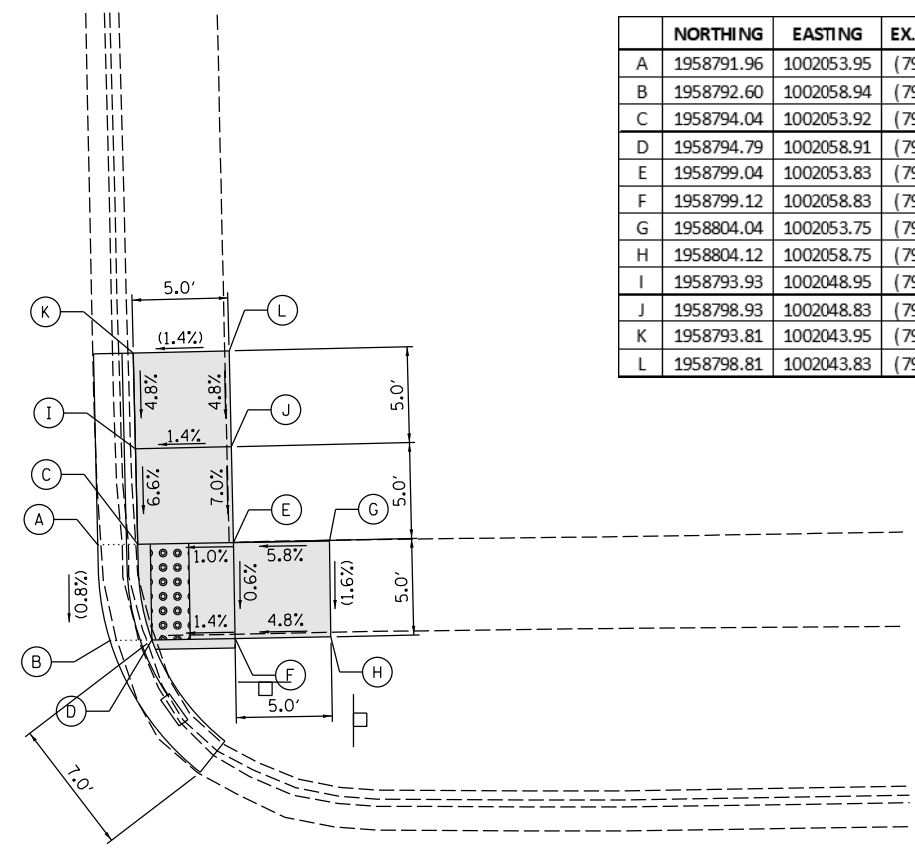 NORTHING EASTING EX.
A 1958791.96 1002053.95 (79
B 1958792.60 1002058.94 (79
C 1958794.04 1002053.92 (79
D 1958794.79 1002058.91 (79
E 1958799.04 1002053.83 (79
F 1958799.12 1002058.83 (79
G 1958804.04 1002053.75 (79
H 1958804.12 1002058.75 (79
I 1958793.93 1002048.95 (79
J 1958798.93 1002048.83 (79
K 1958793.81 1002043.95 (79
L 1958798.81 1002043.83 (79
5.0'
K
L
(1.4%)
4.8%
4.8%
5.0'
I
J
1.4%
C
6.6%
7.0%
5.0'
A
E
G
1.0%
5.8%
(0.8%)
0.6%
(1.6%)
5.0'
1.4%
4.8%
B
F
H
D
5.0'
7.0'